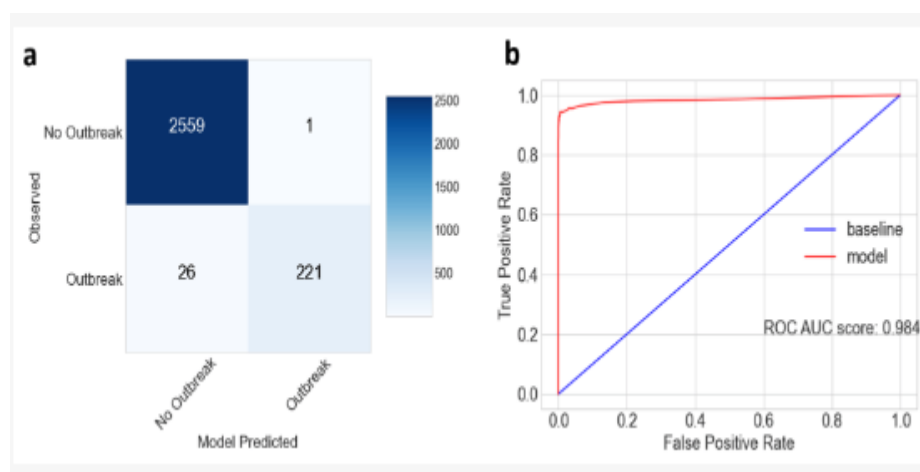 a
No Outbreak
2559
1
Outbreak
26
221
Observed
No Outbreak
Outbreak
Model Predicted
2500
2000
1500
1000
500
b
1.0
0.8
0.6
0.4
0.2
0.0
True Positive Rate
baseline
model
ROC AUC score: 0.984
0.0 0.2 0.4 0.6 0.8 1.0
False Positive Rate